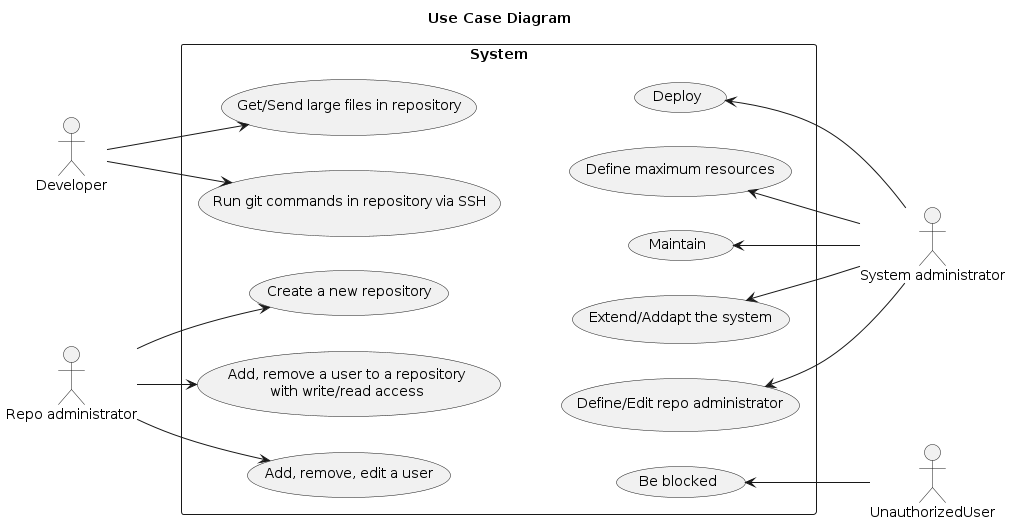 Use Case Diagram
System
Get/Send large files in repository
Deploy
Developer
Define maximum resources
Run git commands in repository via SSH
Maintain
System administrator
Create a new repository
Extend/Addapt the system
Add, remove a user to a repository
with write/read access
Define/Edit repo administrator
Repo administrator
Add, remove, edit a user
Be blocked
UnauthorizedUser